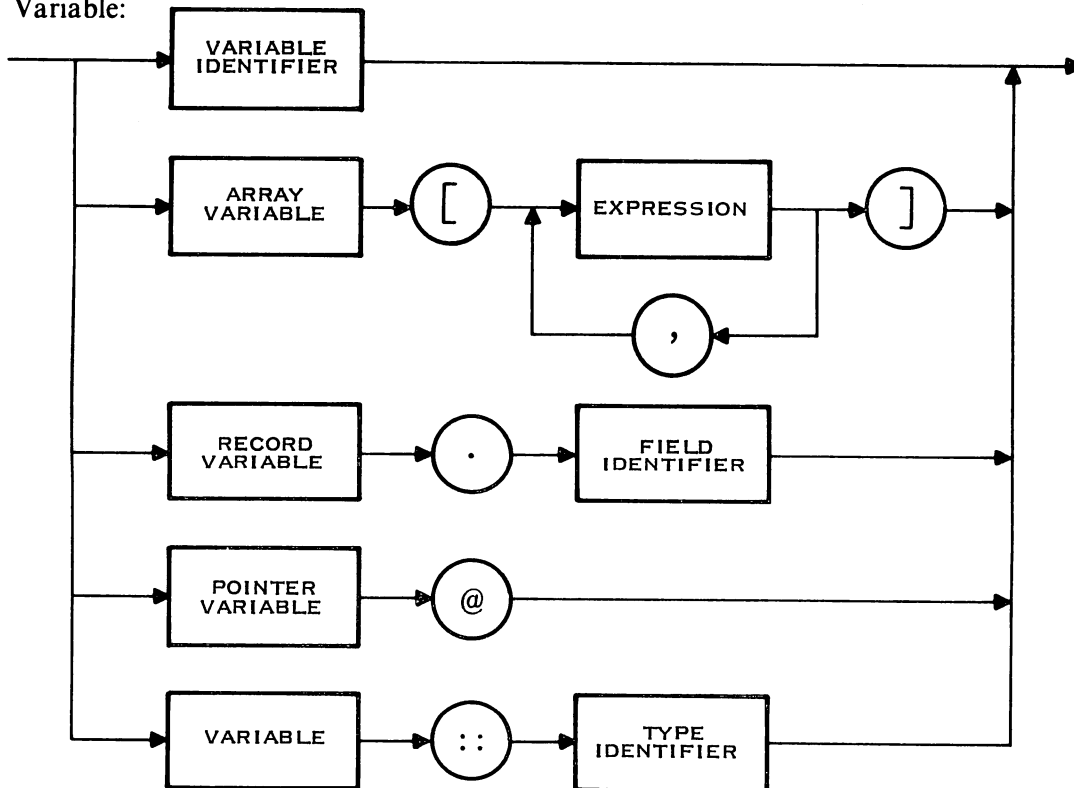 Variable:
VARIABLE
IDENTIFIER
ARRAY
VARIABLE
[
EXPRESSION
]
,
RECORD
VARIABLE
.
FIELD
IDENTIFIER
POINTER
VARIABLE
@
VARIABLE
::
TYPE
IDENTIFIER